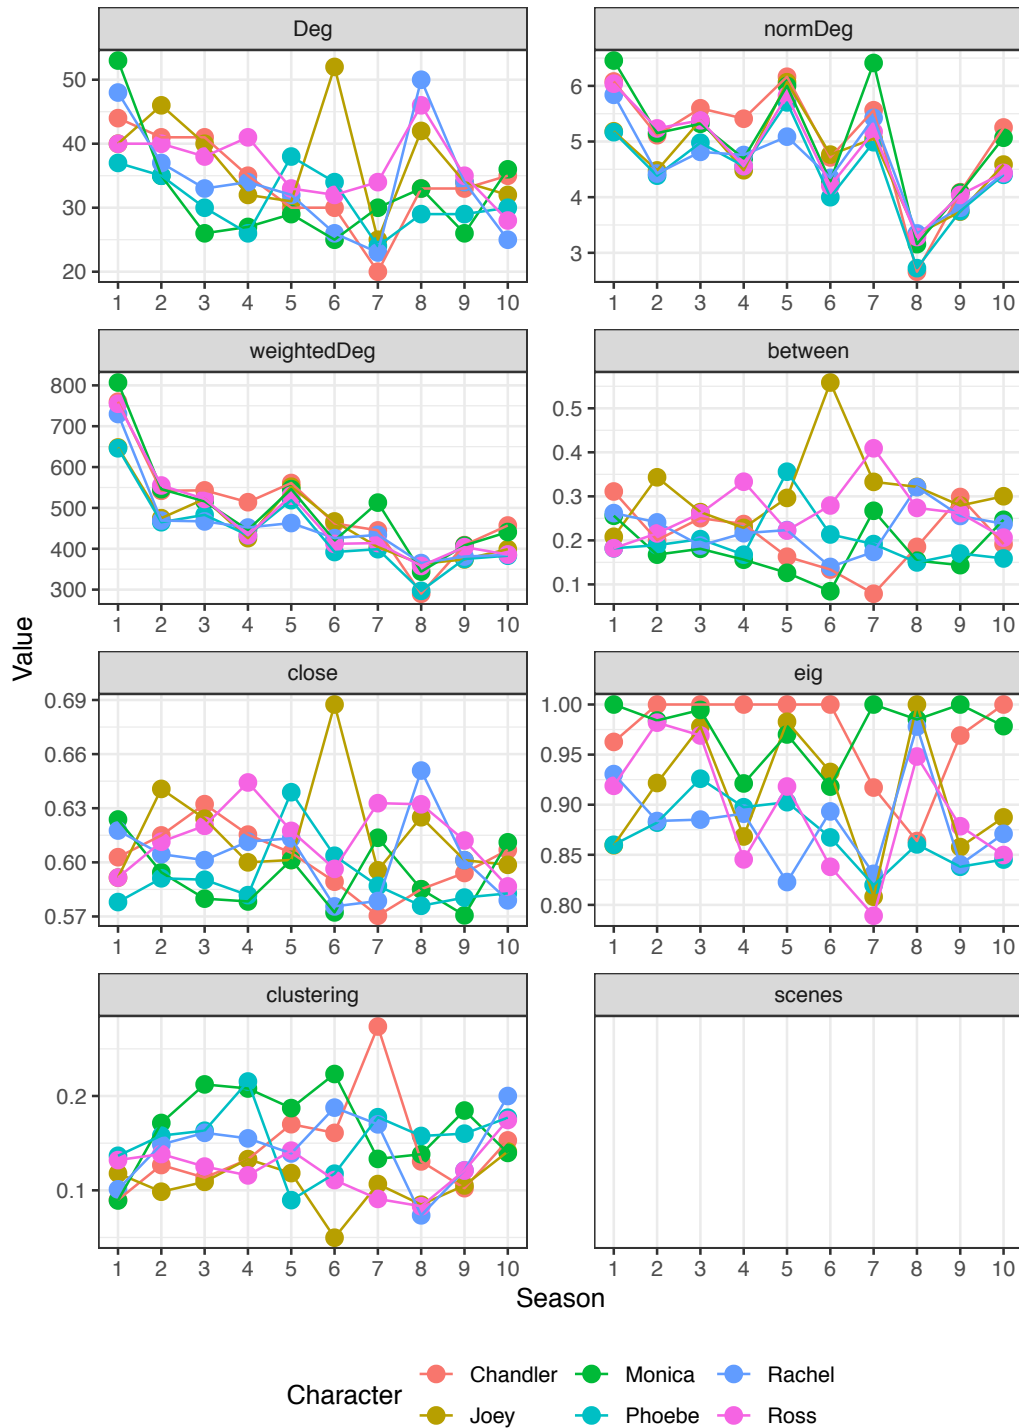 Deg
normDeg
50
40
30
20
6
5
4
3
1 2 3 4 5 6 7 8 9 10
1 2 3 4 5 6 7 8 9 10
weightedDeg
between
800
700
600
500
400
300
0.5
0.4
0.3
0.2
0.1
1 2 3 4 5 6 7 8 9 10
1 2 3 4 5 6 7 8 9 10
Value
close
eig
0.69
0.66
0.63
0.60
0.57
1.00
0.95
0.90
0.85
0.80
1 2 3 4 5 6 7 8 9 10
1 2 3 4 5 6 7 8 9 10
clustering
scenes
0.2
0.1
1 2 3 4 5 6 7 8 9 10
1 2 3 4 5 6 7 8 9 10
Season
Character
Chandler
Monica
Rachel
Joey
Phoebe
Ross